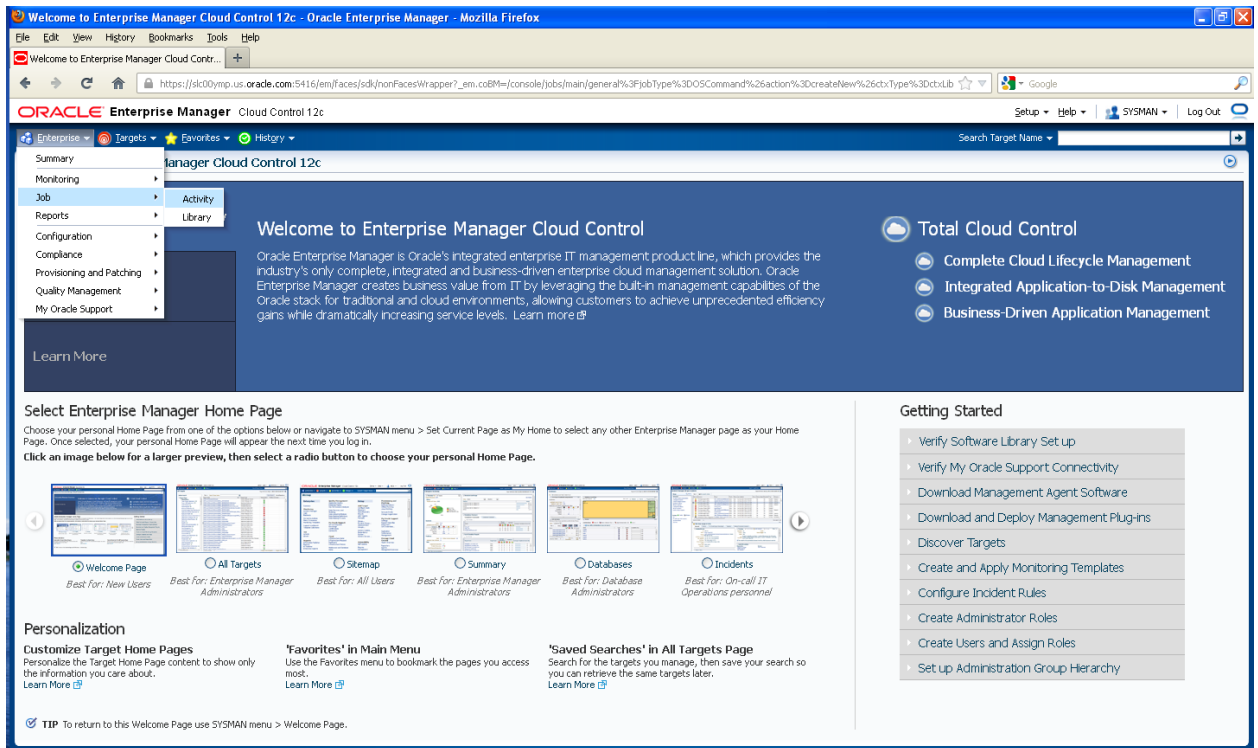 Welcome to Enterprise Manager Cloud Control 12c - Oracle Enterprise Manager - Mozilla Firefox
File Edit View History Bookmarks Tools Help
Welcome to Enterprise Manager Cloud Contr...
https://slc00ymp.us.oracle.com:5416/em/faces/sdk/nonFacesWrapper?_em.coBM=/console/jobs/main/general%3FjobType%3DOSCommand%26action%3DcreateNew%26ctxType%3DctxLib
Google
ORACLE Enterprise Manager Cloud Control 12c
Setup Help SYSMAN Log Out
Enterprise Targets Favorites History
Search Target Name
Manager Cloud Control 12c
Summary
Monitoring
Job
Reports
Configuration
Compliance
Provisioning and Patching
Quality Management
My Oracle Support
Activity
Library
Learn More
Welcome to Enterprise Manager Cloud Control
Oracle Enterprise Manager is Oracle's integrated enterprise IT management product line, which provides the
industry's only complete, integrated and business-driven enterprise cloud management solution. Oracle
Enterprise Manager creates business value from IT by leveraging the built-in management capabilities of the
Oracle stack for traditional and cloud environments, allowing customers to achieve unprecedented efficiency
gains while dramatically increasing service levels. Learn more
Total Cloud Control
Complete Cloud Lifecycle Management
Integrated Application-to-Disk Management
Business-Driven Application Management
Select Enterprise Manager Home Page
Choose your personal Home Page from one of the options below or navigate to SYSMAN menu > Set Current Page as My Home to select any other Enterprise Manager page as your Home
Page. Once selected, your personal Home Page will appear the next time you log in.
Click an image below for a larger preview, then select a radio button to choose your personal Home Page.
Welcome Page
Best for: New Users
All Targets
Best for: Enterprise Manager
Administrators
Sitemap
Best for: All Users
Summary
Best for: Enterprise Manager
Administrators
Databases
Best for: Database
Administrators
Incidents
Best for: On-call IT
Operations personnel
Personalization
Customize Target Home Pages
Personalize the Target Home Page content to show only
the information you care about.
Learn More
'Favorites' in Main Menu
Use the Favorites menu to bookmark the pages you access
most.
Learn More
'Saved Searches' in All Targets Page
Search for the targets you manage, then save your search so
you can retrieve the same targets later.
Learn More
TIP To return to this Welcome Page use SYSMAN menu > Welcome Page.
Getting Started
Verify Software Library Set up
Verify My Oracle Support Connectivity
Download Management Agent Software
Download and Deploy Management Plug-ins
Discover Targets
Create and Apply Monitoring Templates
Configure Incident Rules
Create Administrator Roles
Create Users and Assign Roles
Set up Administration Group Hierarchy